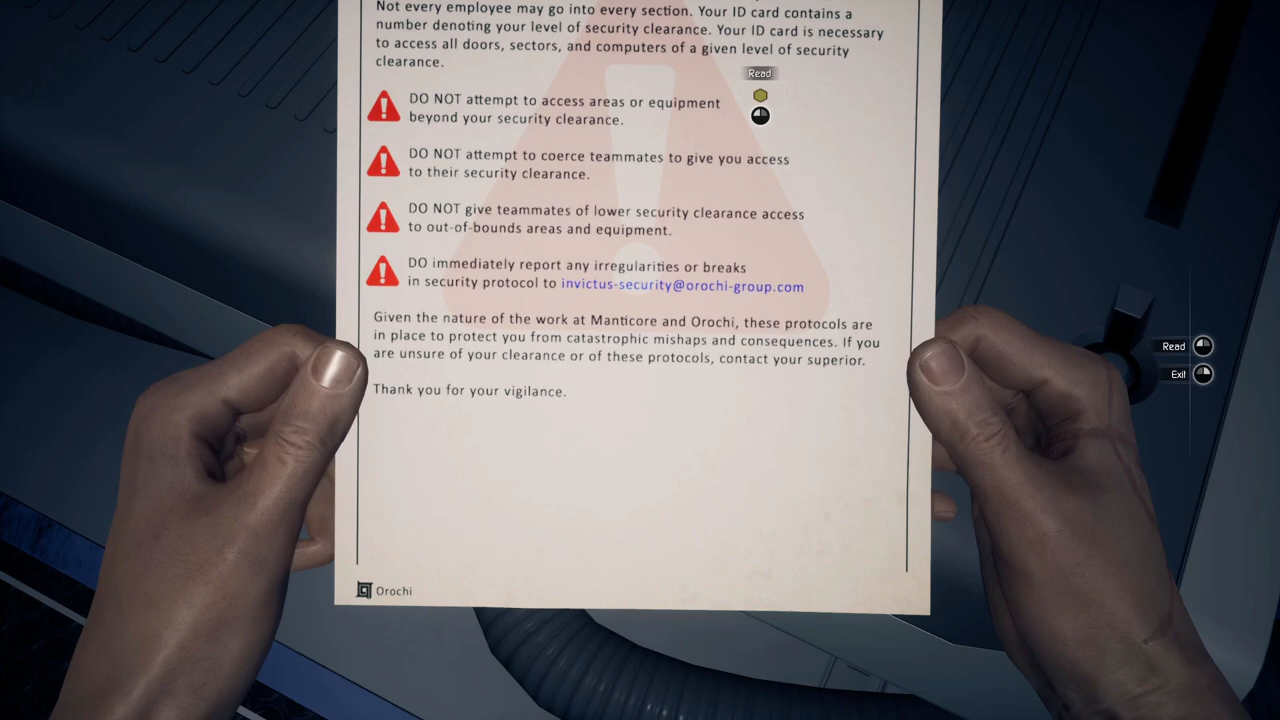 Not every employee may go into every section. Your ID card contains a
number denoting your level of security clearance. Your ID card is necessary
to access all doors, sectors, and computers of a given level of security
clearance.
Read
DO NOT attempt to access areas or equipment
beyond your security clearance.
DO NOT attempt to coerce teammates to give you access
to their security clearance.
DO NOT give teammates of lower security clearance access
to out-of-bounds areas and equipment.
DO immediately report any irregularities or breaks
in security protocol to invictus-security@orochi-group.com
Given the nature of the work at Manticore and Orochi, these protocols are
in place to protect you from catastrophic mishaps and consequences. If you
are unsure of your clearance or of these protocols, contact your superior.
Thank you for your vigilance.
Orochi
Read
Exit